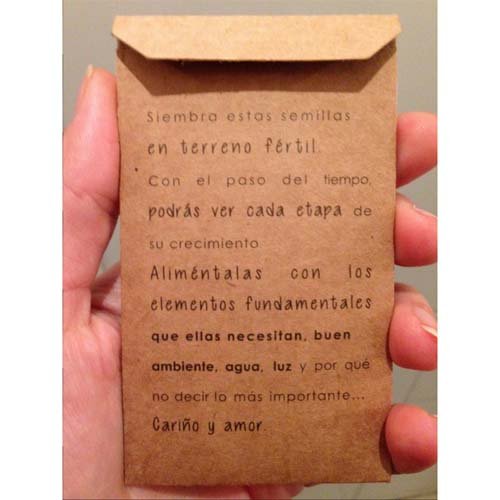 Siembra estas semillas
en terreno fértil.
Con el paso del tiempo,
podrás ver cada etapa de
su crecimiento
Aliméntalas con los
elementos fundamentales
que ellas necesitan, buen
ambiente, agua, luz y por qué
no decir lo más importante...
Cariño y amor.